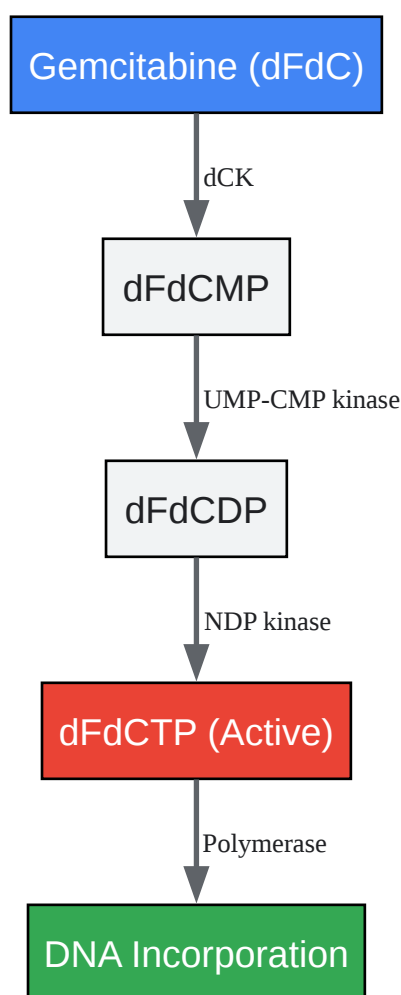 Gemcitabine (dFdC)
dCK
dFdCMP
UMP-CMP kinase
dFdCDP
NDP kinase
dFdCTP (Active)
Polymerase
DNA Incorporation